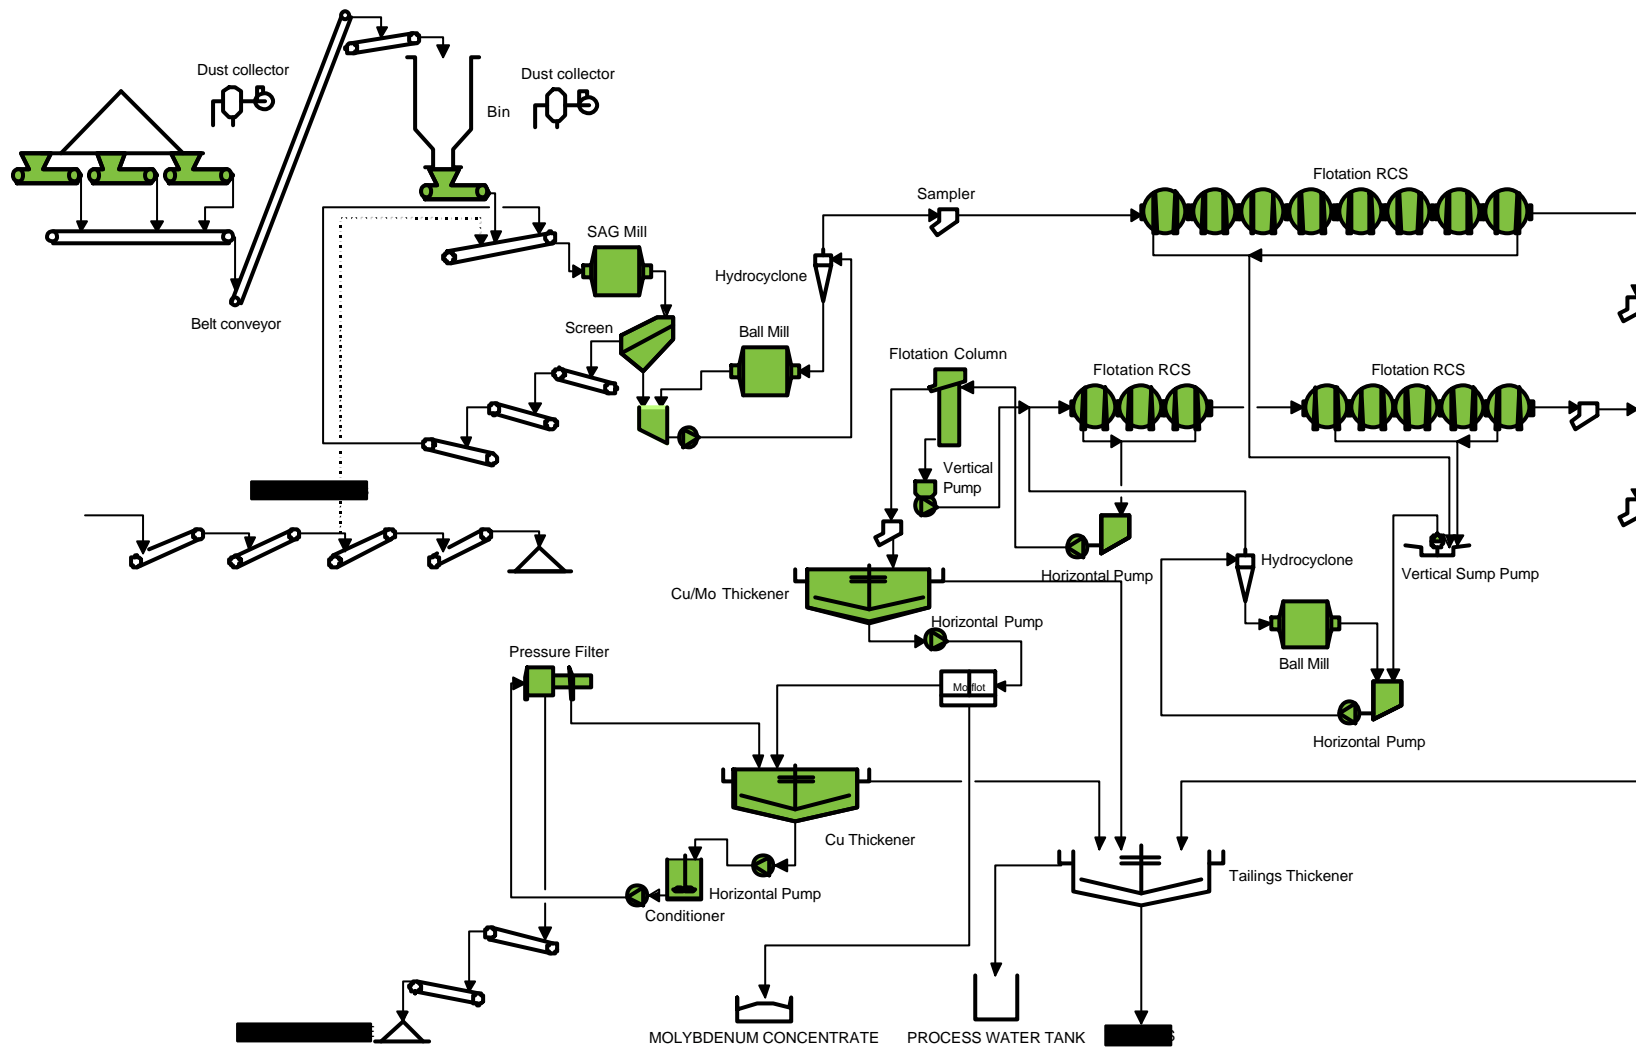 Dust collector
Dust collector
Bin
Flotation RCS
Sampler
SAG Mill
Hydrocyclone
Belt conveyor
Screen
Ball Mill
Flotation Column
Flotation RCS
Flotation RCS
Vertical
Pump
Horizontal Pump
Hydrocyclone
Vertical Sump Pump
Cu/Mo Thickener
Horizontal Pump
Pressure Filter
Ball Mill
Mo flot
Horizontal Pump
Cu Thickener
Tailings Thickener
Horizontal Pump
Conditioner
MOLYBDENUM CONCENTRATE
PROCESS WATER TANK